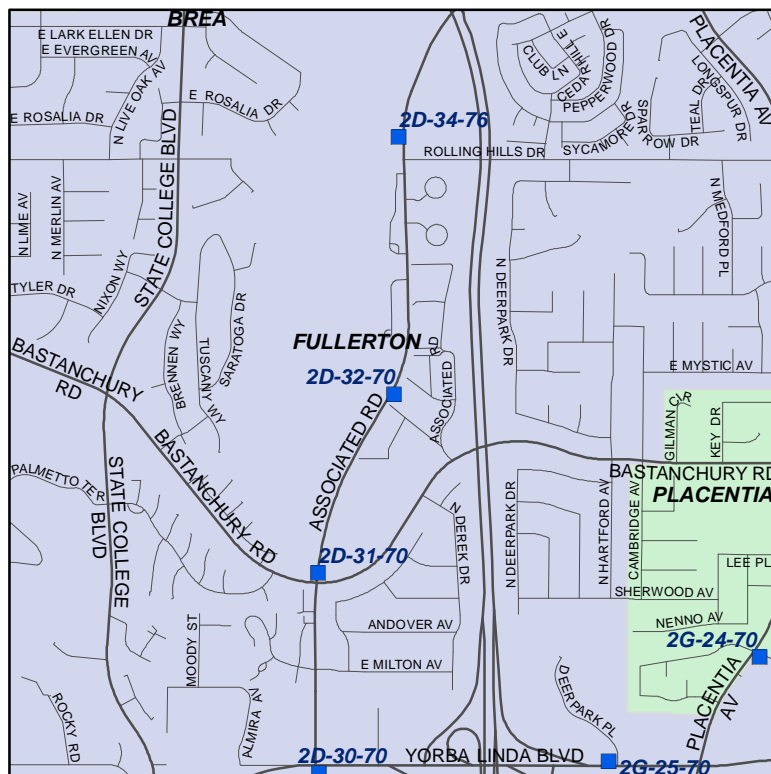 BREA
E LARK ELLEN DR
E EVERGREEN AV
N LIVE OAK AV
E ROSALIA DR
E ROSALIA DR
STATE COLLEGE BLVD
2D-34-76
CLUB
CEDARHILL
PEPPERWOOD DR
PLACENTIA AV
LONGSPUR DR
TEAL DR
SPARROW DR
SYCAMORE DR
ROLLING HILLS DR
N LIME AV
N MERLIN AV
N MEDFORD PL
TYLER DR
NIXON WY
SARATOGA DR
TUSCANY WY
BRENNEN WY
N DEERPARK DR
FULLERTON
2D-32-70
ASSOCIATED RD
ASSOCIATED RD
E MYSTIC AV
BASTANCHURY
RD
BASTANCHURY RD
GILMAN CIR
KEY DR
BASTANCHURY RD
PLACENTIA
PALMETTO TER
STATE COLLEGE
BLVD
N DEREK DR
N DEERPARK DR
N HARTFORD AV
CAMBRIDGE AV
2D-31-70
LEE PL
SHERWOOD AV
NENNO AV
ANDOVER AV
MOODY ST
E MILTON AV
2G-24-70
PLACENTIA
AV
ROCKY RD
ALMIRA AV
DEERPARK PL
2D-30-70
YORBA LINDA BLVD
2G-25-70